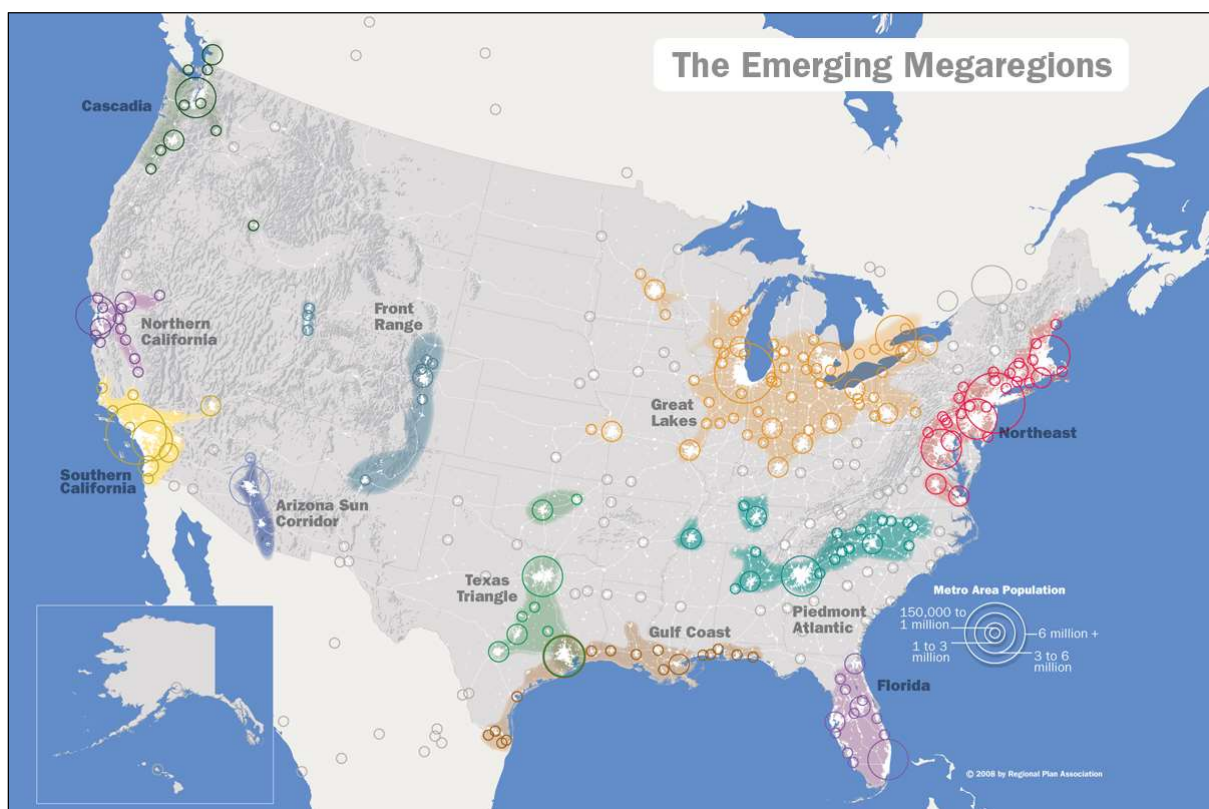 The Emerging Megaregions
Cascadia
Northern
California
Front
Range
Great
Lakes
Northeast
Southern
California
Arizona Sun
Corridor
Texas
Triangle
Gulf Coast
Piedmont
Atlantic
Metro Area Population
150,000 to
1 million
6 million +
1 to 3
million
3 to 6
million
Florida
© 2008 by Regional Plan Association